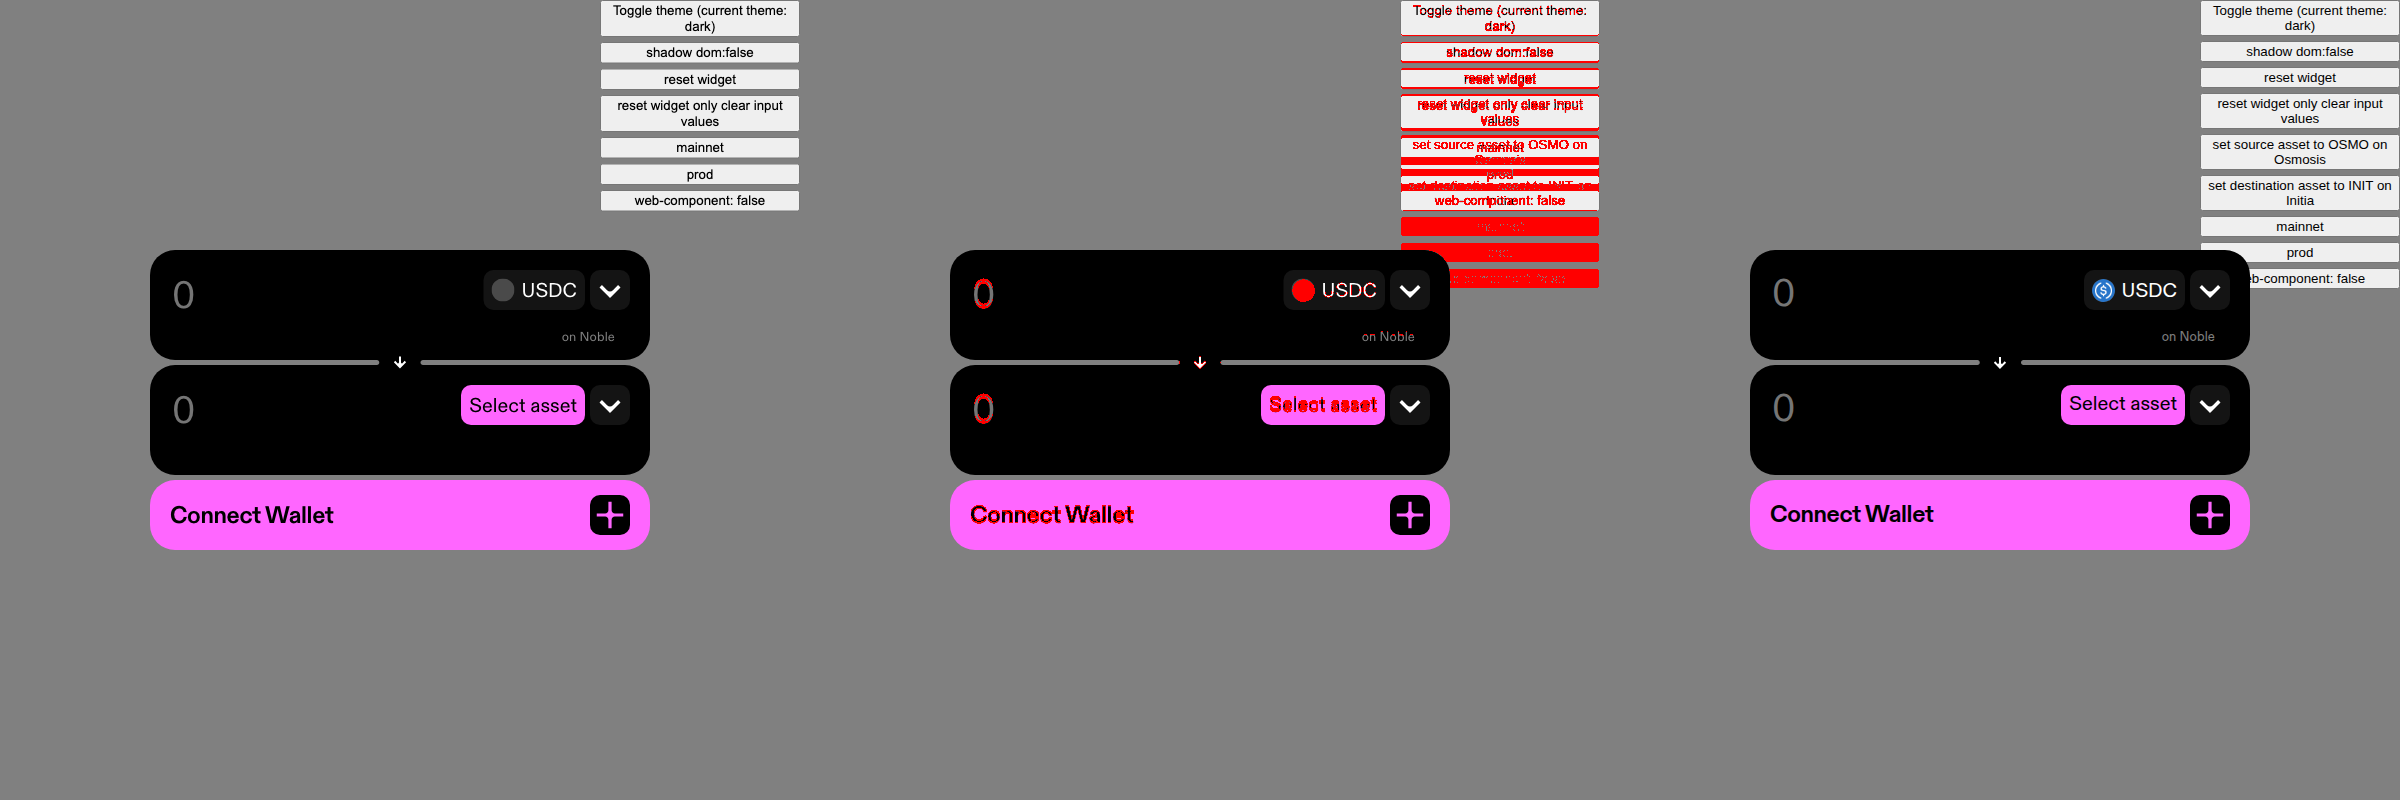 Toggle theme (current theme:
dark)
shadow dom:false
reset widget
reset widget only clear input
values
mainnet
prod
web-component: false
0
USDC
on Noble
0
Select asset
Connect Wallet
Toggle theme (current theme:
dark)
shadow dom:false
reset widget
reset widget only clear input
values
set source asset to OSMO on
mainnet
prod
web-component: false
0
USDC
on Noble
0
Select asset
Connect Wallet
Toggle theme (current theme:
dark)
shadow dom:false
reset widget
reset widget only clear input
values
set source asset to OSMO on
Osmosis
set destination asset to INIT on
Initia
mainnet
prod
eb-component: false
0
USDC
on Noble
0
Select asset
Connect Wallet